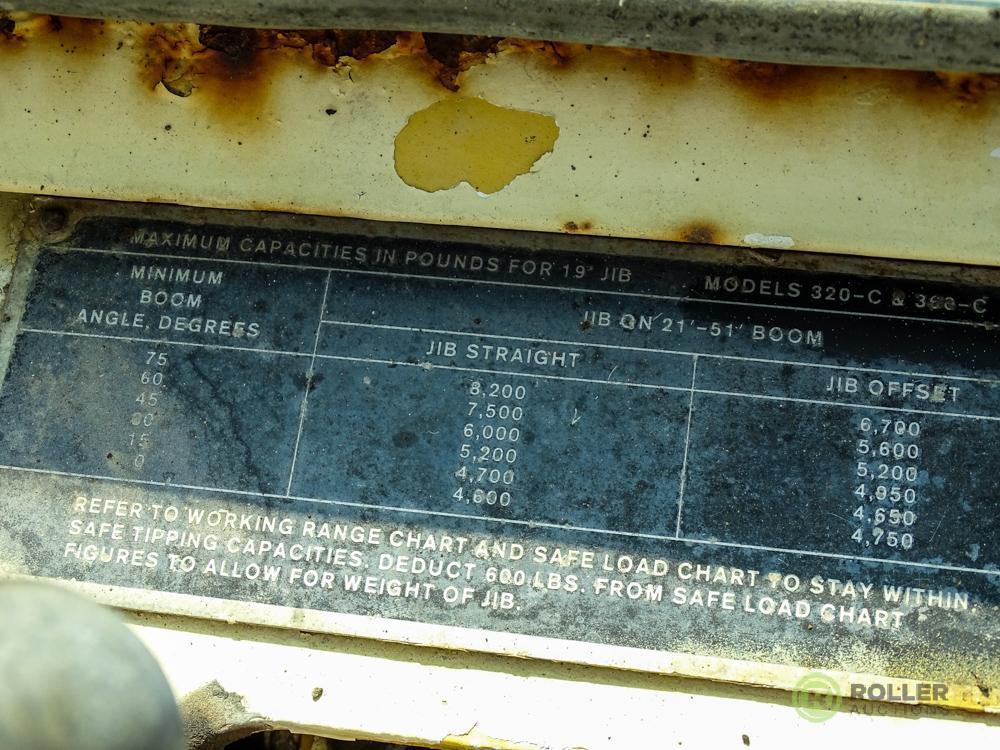 MAXIMUM CAPACITIES IN POUNDS FOR 19' JIB MODELS 320-C & 360-C
MINIMUM
BOOM
ANGLE, DEGREES
JIB ON 21'-51' BOOM
JIB STRAIGHT JIB OFFSET
75 8,200 6,700
60 7,500 5,600
45 6,000 5,200
30 5,200 4,950
15 4,700 4,650
0 4,600 4,750
REFER TO WORKING RANGE CHART AND SAFE LOAD CHART TO STAY WITHIN
SAFE TIPPING CAPACITIES. DEDUCT 600 LBS. FROM SAFE LOAD CHART
FIGURES TO ALLOW FOR WEIGHT OF JIB.
ROLLER
AUCTIONS